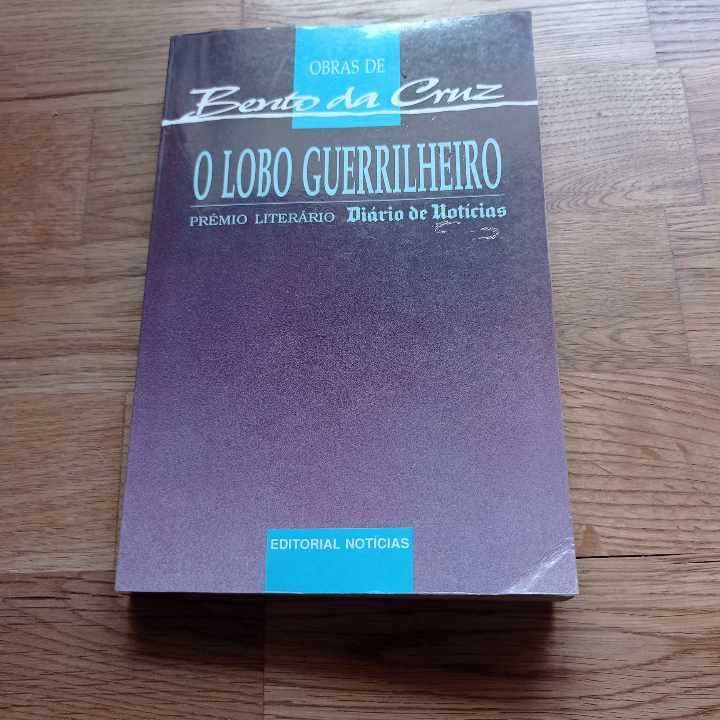 OBRAS DE
Bento da Cruz
O LOBO GUERRILHEIRO
PRÉMIO LITERÁRIO Diário de Notícias
EDITORIAL NOTÍCIAS